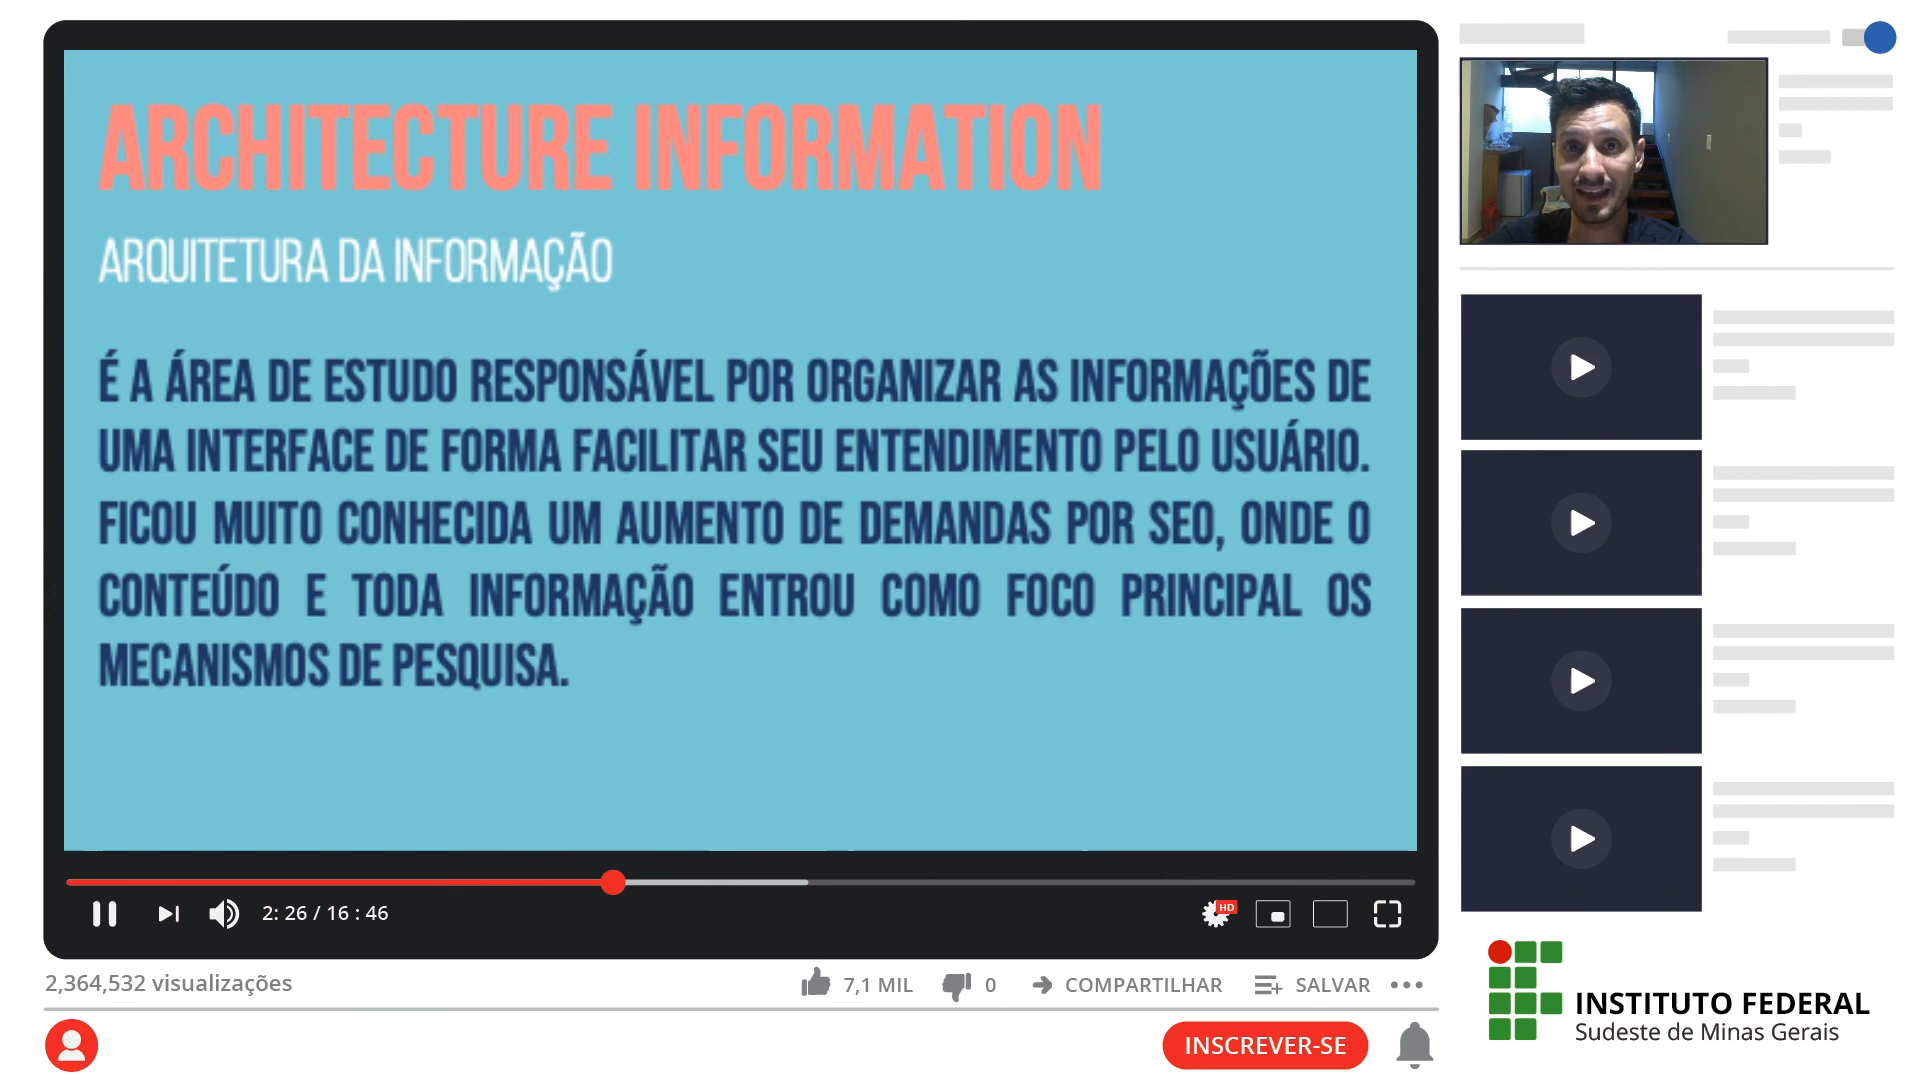 ARCHITECTURE INFORMATION
ARQUITETURA DA INFORMAÇÃO
É A ÁREA DE ESTUDO RESPONSÁVEL POR ORGANIZAR AS INFORMAÇÕES DE
UMA INTERFACE DE FORMA FACILITAR SEU ENTENDIMENTO PELO USUÁRIO.
FICOU MUITO CONHECIDA UM AUMENTO DE DEMANDAS POR SEO, ONDE O
CONTEÚDO E TODA INFORMAÇÃO ENTROU COMO FOCO PRINCIPAL OS
MECANISMOS DE PESQUISA.
2: 26 / 16 : 46
HD
2,364,532 visualizações
7,1 MIL
0
COMPARTILHAR
SALVAR
INSCREVER-SE
INSTITUTO FEDERAL
Sudeste de Minas Gerais